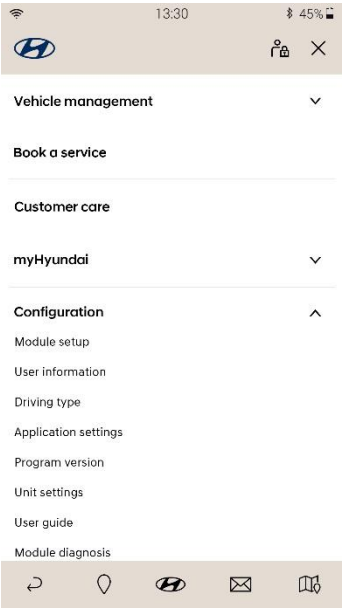 13:30
45%
Vehicle management
Book a service
Customer care
myHyundai
Configuration
Module setup
User information
Driving type
Application settings
Program version
Unit settings
User guide
Module diagnosis